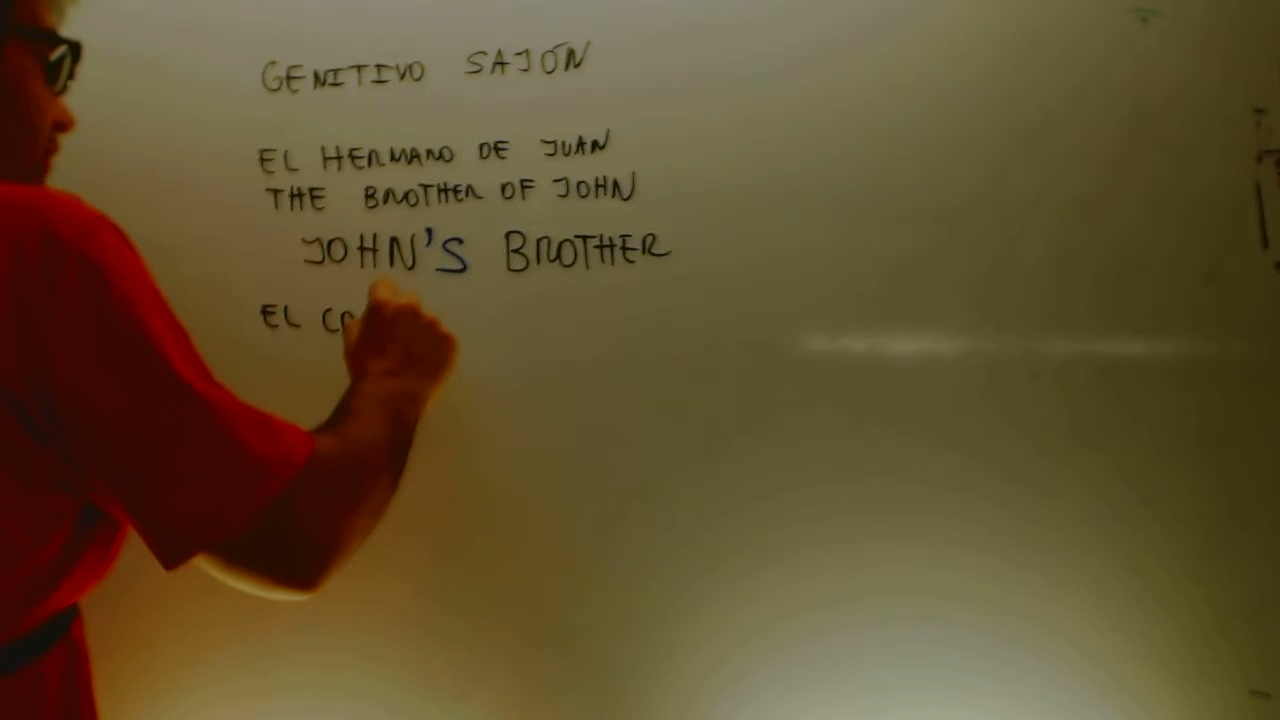 GENITIVO SAJÓN
EL HERMANO DE JUAN
THE BROTHER OF JOHN
JOHN'S BROTHER
EL